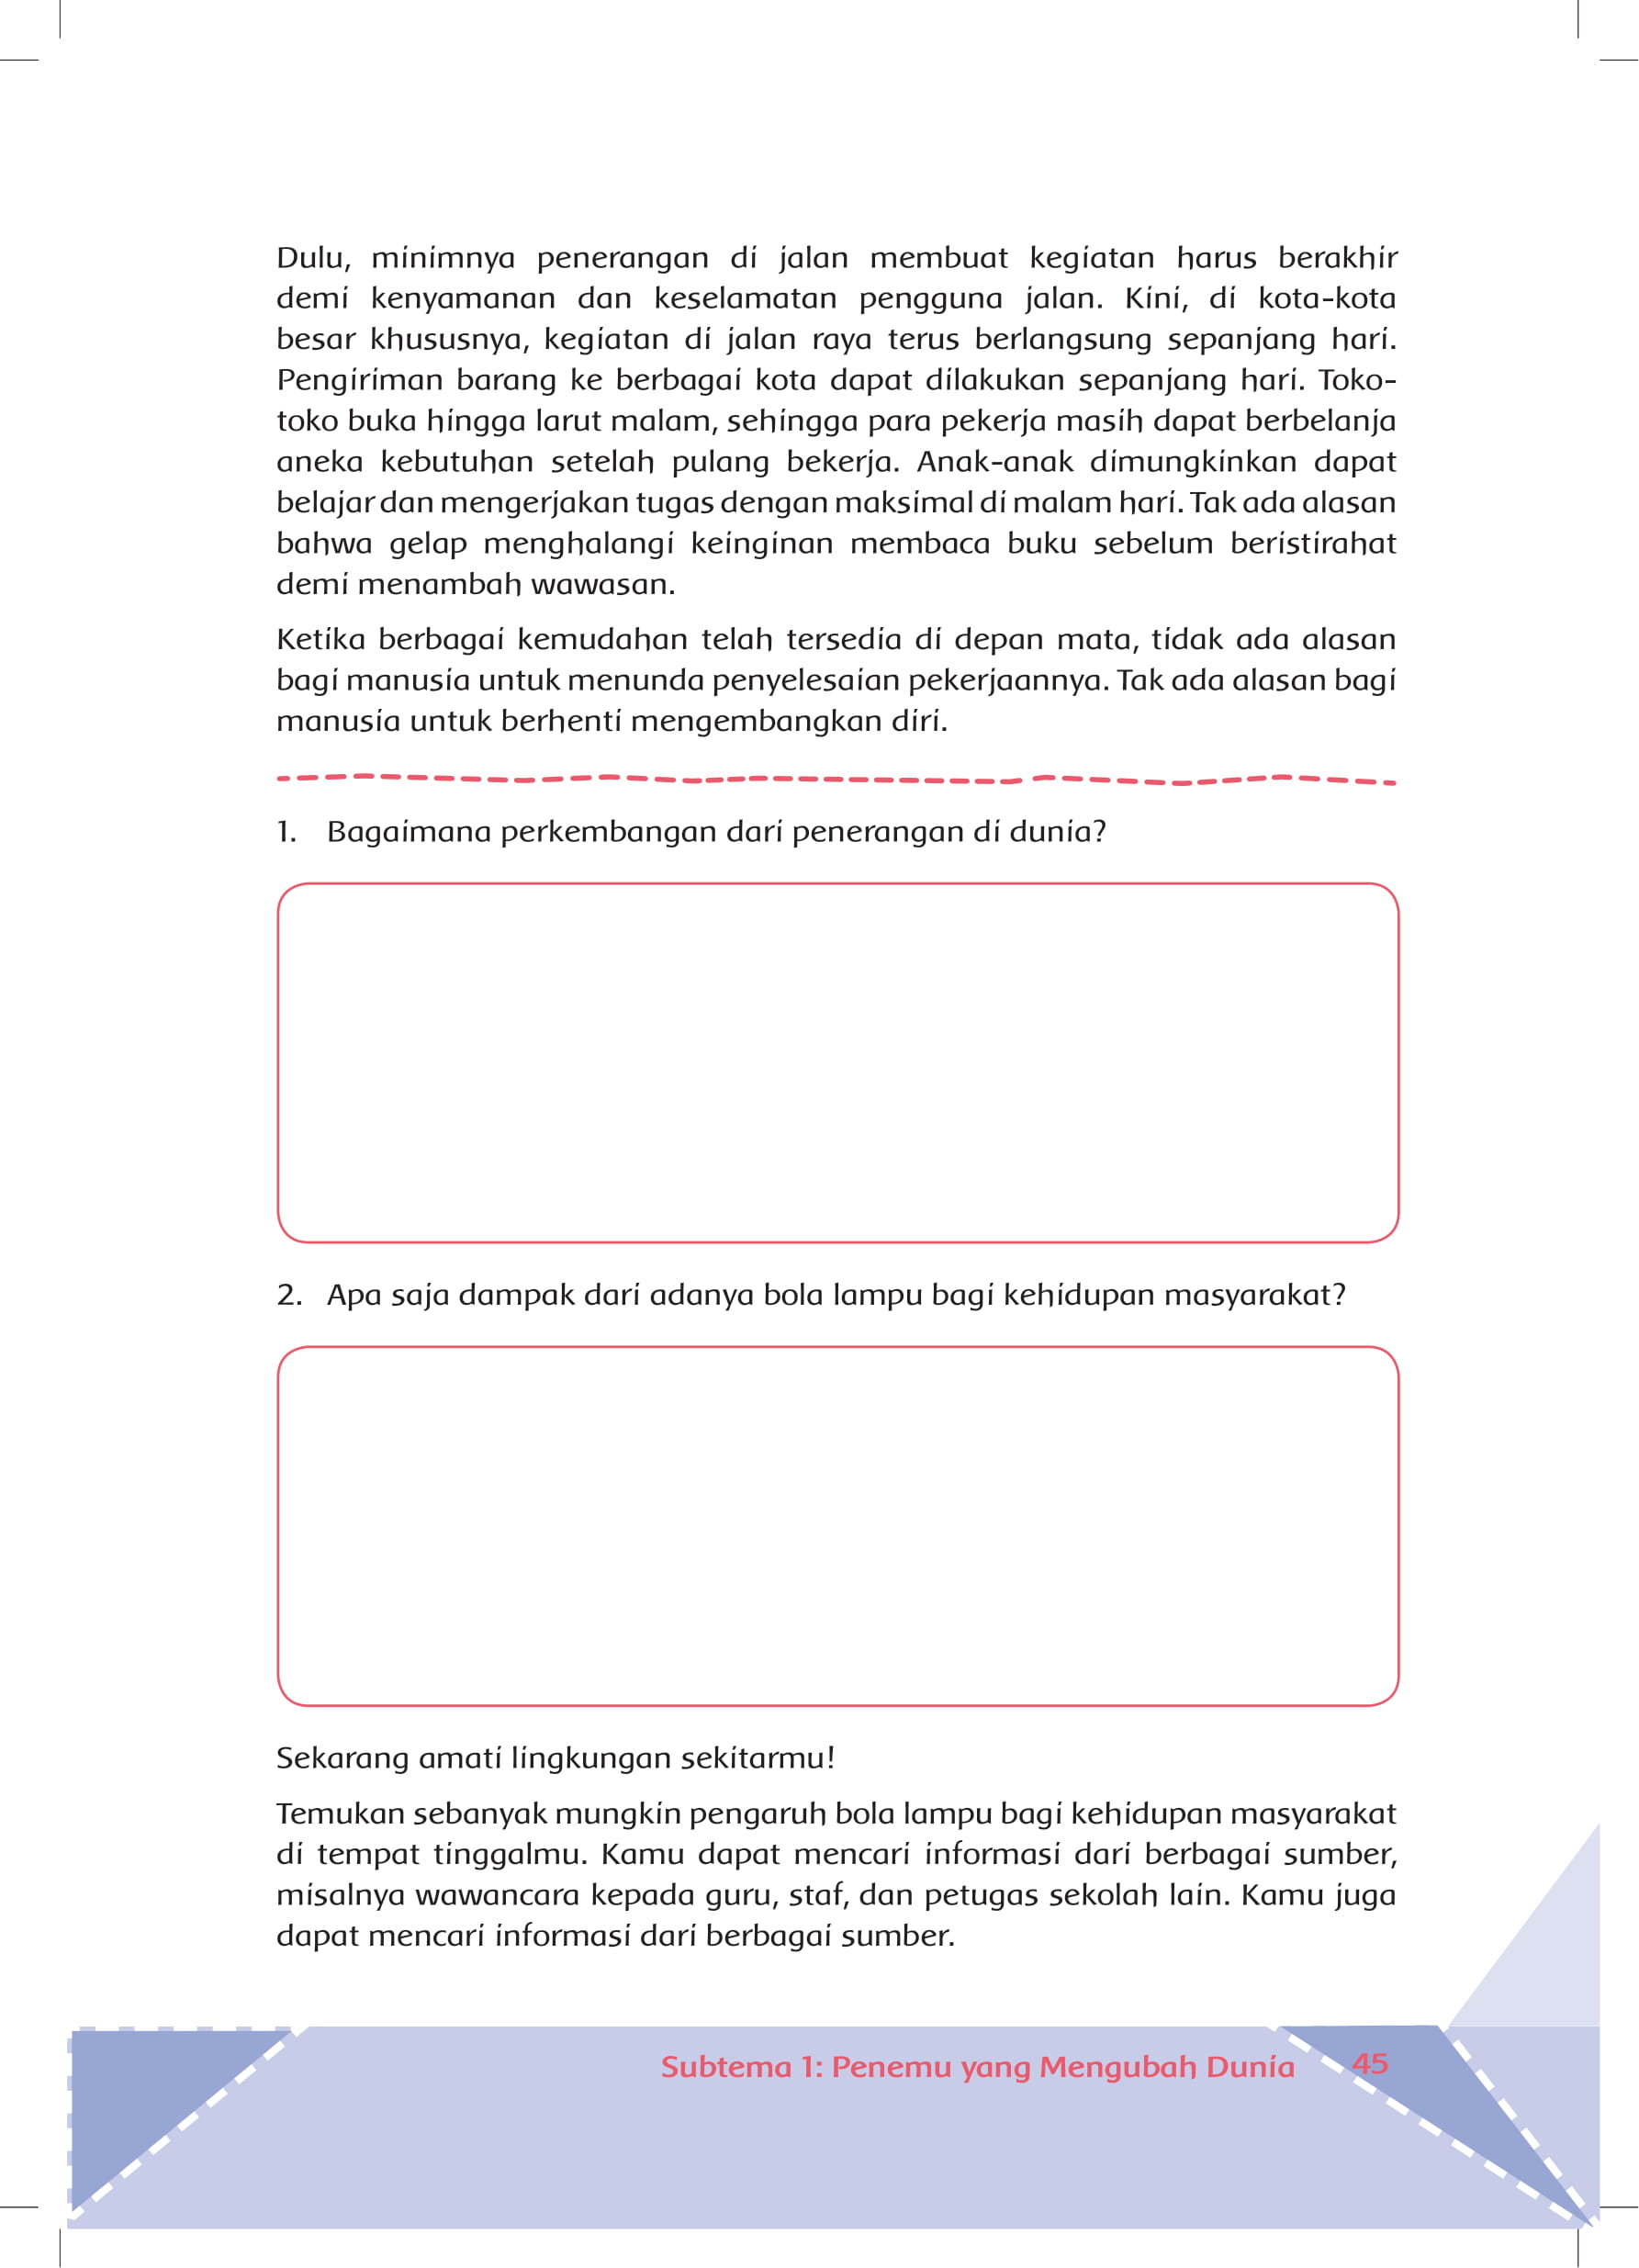 Dulu, minimnya penerangan di jalan membuat kegiatan harus berakhir
demi kenyamanan dan keselamatan pengguna jalan. Kini, di kota-kota
besar khususnya, kegiatan di jalan raya terus berlangsung sepanjang hari.
Pengiriman barang ke berbagai kota dapat dilakukan sepanjang hari. Toko-
toko buka hingga larut malam, sehingga para pekerja masih dapat berbelanja
aneka kebutuhan setelah pulang bekerja. Anak-anak dimungkinkan dapat
belajar dan mengerjakan tugas dengan maksimal di malam hari. Tak ada alasan
bahwa gelap menghalangi keinginan membaca buku sebelum beristirahat
demi menambah wawasan.
Ketika berbagai kemudahan telah tersedia di depan mata, tidak ada alasan
bagi manusia untuk menunda penyelesaian pekerjaannya. Tak ada alasan bagi
manusia untuk berhenti mengembangkan diri.
1. Bagaimana perkembangan dari penerangan di dunia?
2. Apa saja dampak dari adanya bola lampu bagi kehidupan masyarakat?
Sekarang amati lingkungan sekitarmu!
Temukan sebanyak mungkin pengaruh bola lampu bagi kehidupan masyarakat
di tempat tinggalmu. Kamu dapat mencari informasi dari berbagai sumber,
misalnya wawancara kepada guru, staf, dan petugas sekolah lain. Kamu juga
dapat mencari informasi dari berbagai sumber.
Subtema 1: Penemu yang Mengubah Dunia 45